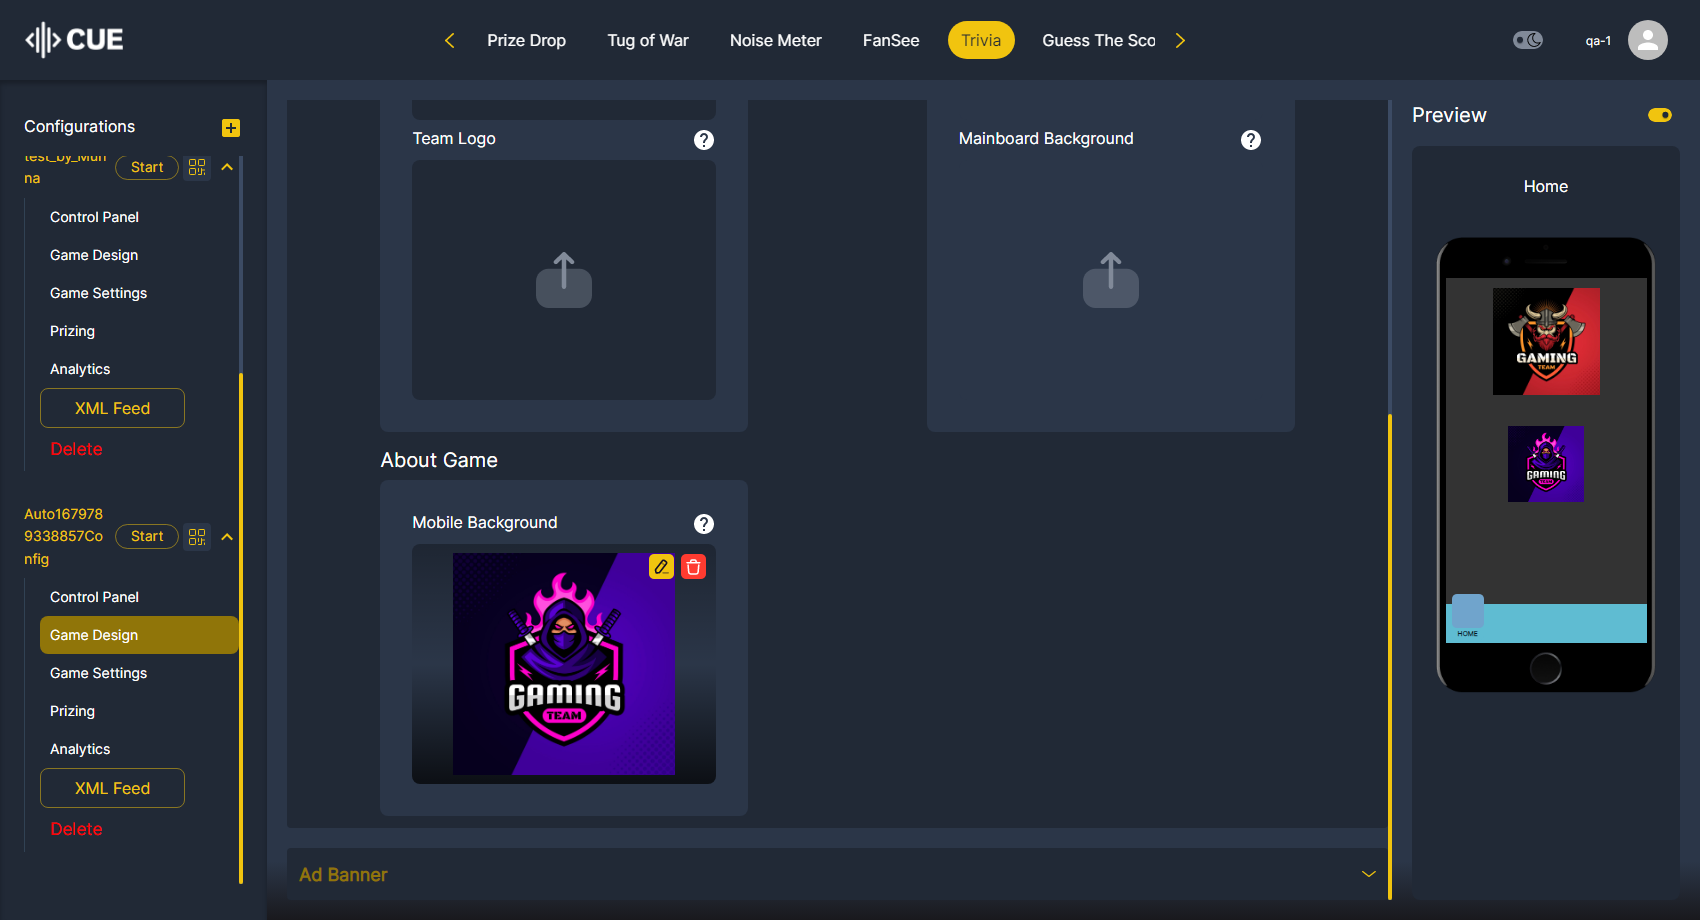 CUE
Prize Drop
Tug of War
Noise Meter
FanSee
Trivia
Guess The Sco
qa-1
Configurations
test_by_Mun
na
Start
Control Panel
Game Design
Game Settings
Prizing
Analytics
XML Feed
Delete
Auto167978
9338857Co
nfig
Start
Control Panel
Game Design
Game Settings
Prizing
Analytics
XML Feed
Delete
Team Logo
?
Mainboard Background
?
About Game
Mobile Background
?
GAMING
TEAM
Ad Banner
Preview
Home
GAMING
TEAM
GAMING
TEAM
HOME